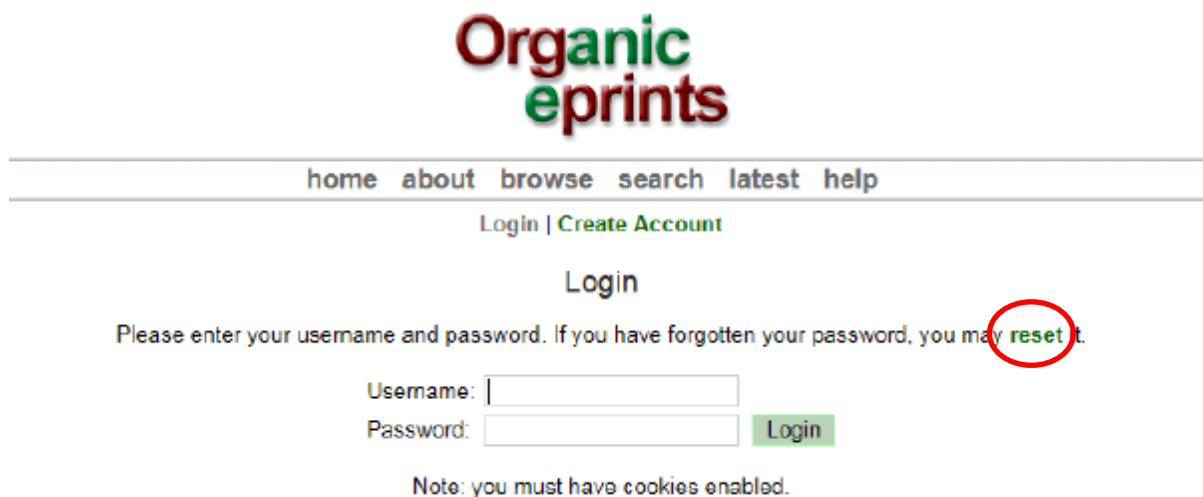 Organic
eprints
home about browse search latest help
Login | Create Account
Login
Please enter your username and password. If you have forgotten your password, you may reset it.
Username:
Password: Login
Note: you must have cookies enabled.